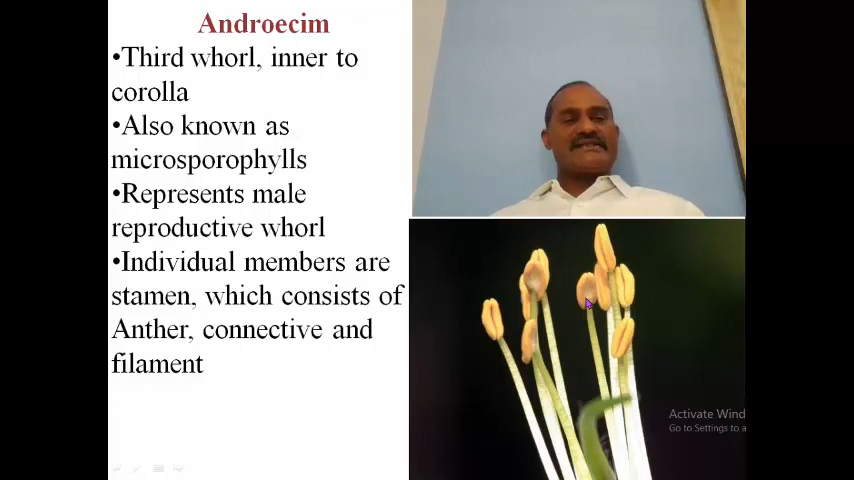 Androecim
•Third whorl, inner to
corolla
•Also known as
microsporophylls
•Represents male
reproductive whorl
•Individual members are
stamen, which consists of
Anther, connective and
filament
Activate Wind
Go to Settings to a